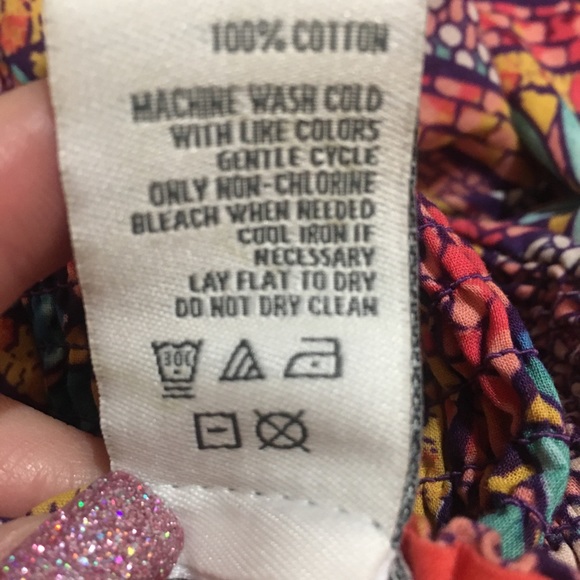 100% COTTON
MACHINE WASH COLD
WITH LIKE COLORS
GENTLE CYCLE
ONLY NON-CHLORINE
BLEACH WHEN NEEDED
COOL IRON IF
NECESSARY
LAY FLAT TO DRY
DO NOT DRY CLEAN
30C